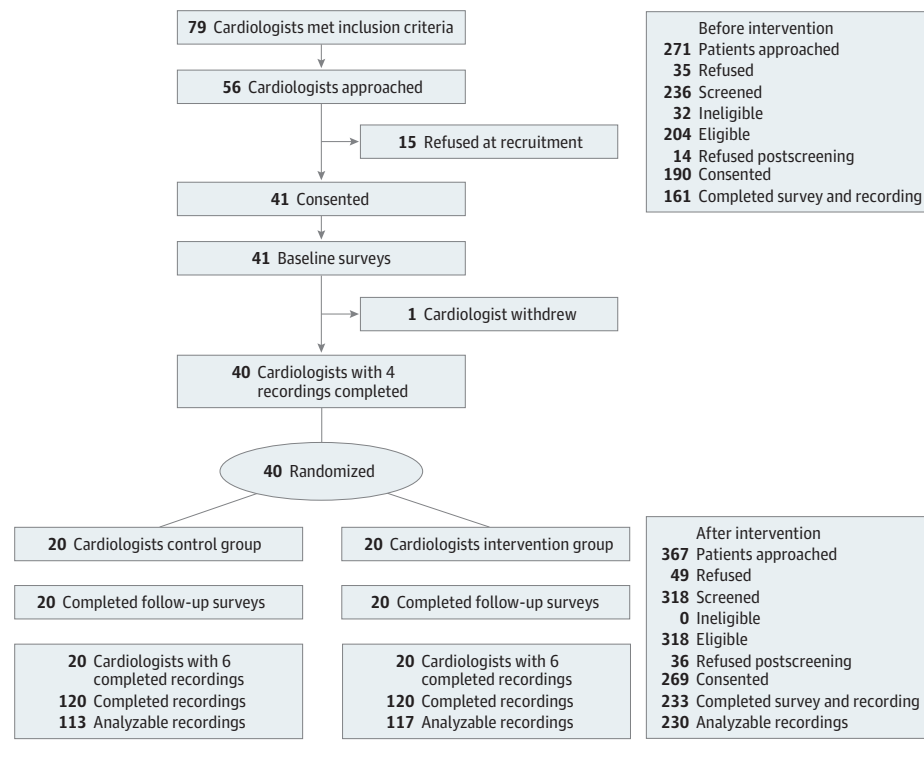 79 Cardiologists met inclusion criteria
56 Cardiologists approached
15 Refused at recruitment
41 Consented
41 Baseline surveys
1 Cardiologist withdrew
40 Cardiologists with 4
recordings completed
40 Randomized
20 Cardiologists control group
20 Completed follow-up surveys
20 Cardiologists with 6
completed recordings
120 Completed recordings
113 Analyzable recordings
20 Cardiologists intervention group
20 Completed follow-up surveys
20 Cardiologists with 6
completed recordings
120 Completed recordings
117 Analyzable recordings
Before intervention
271 Patients approached
35 Refused
236 Screened
32 Ineligible
204 Eligible
14 Refused postscreening
190 Consented
161 Completed survey and recording
After intervention
367 Patients approached
49 Refused
318 Screened
0 Ineligible
318 Eligible
36 Refused postscreening
269 Consented
233 Completed survey and recording
230 Analyzable recordings